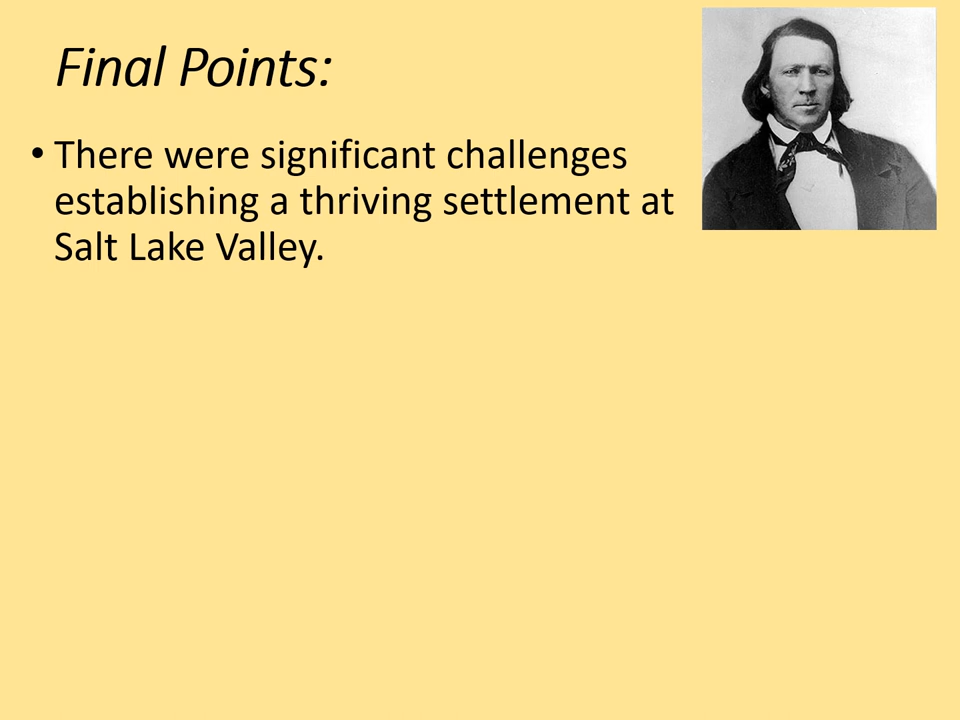 Final Points:
• There were significant challenges
establishing a thriving settlement at
Salt Lake Valley.